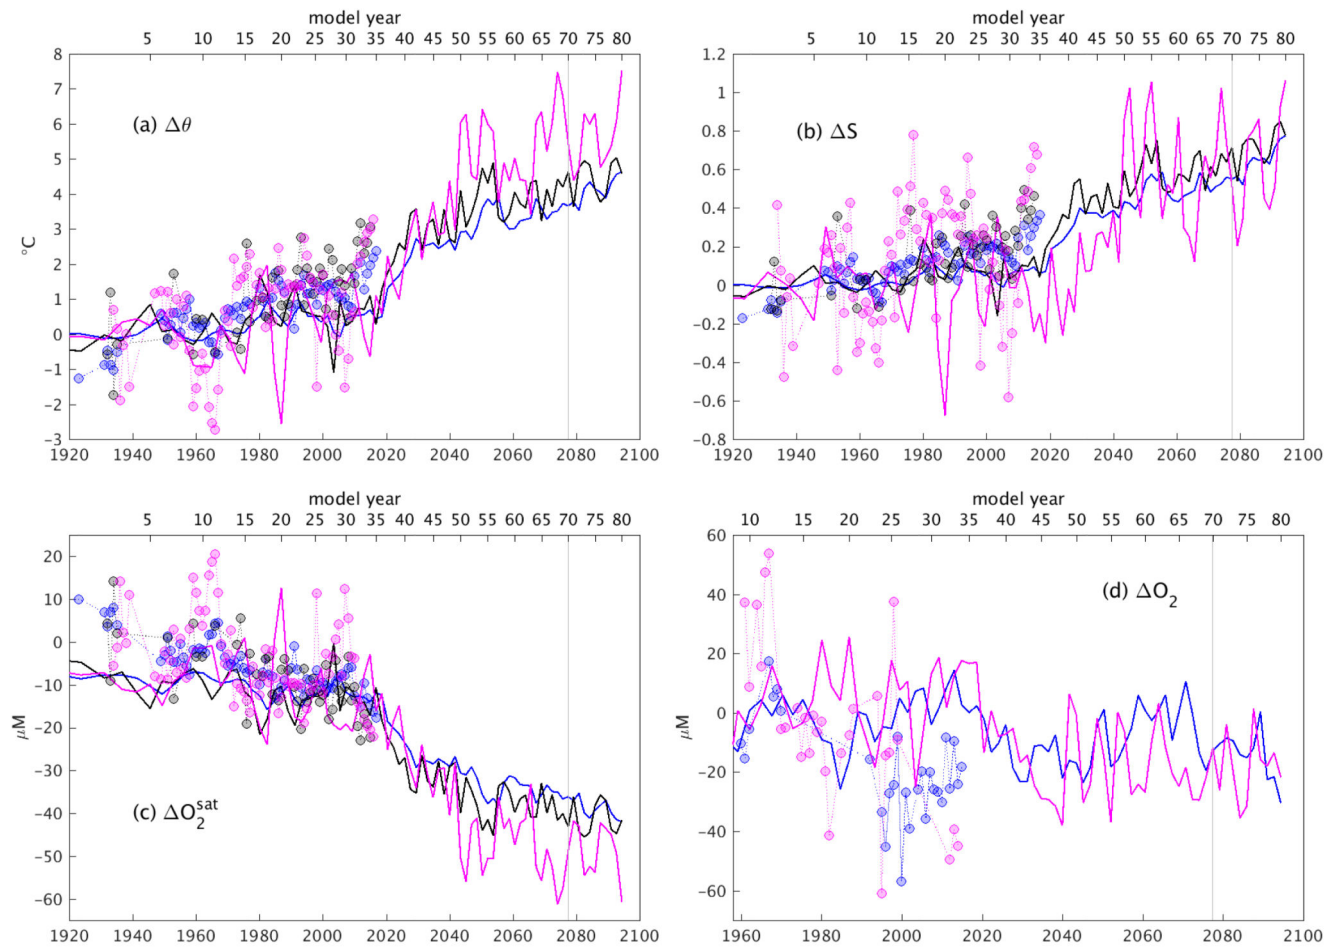 model year
5 10 15 20 25 30 35 40 45 50 55 60 65 70 75 80
8
7
6
5
4
3
2
1
0
−1
−2
−3
°C
(a) Δθ
1920 1940 1960 1980 2000 2020 2040 2060 2080 2100
model year
5 10 15 20 25 30 35 40 45 50 55 60 65 70 75 80
1.2
1
0.8
0.6
0.4
0.2
0
−0.2
−0.4
−0.6
−0.8
(b) ΔS
1920 1940 1960 1980 2000 2020 2040 2060 2080 2100
model year
5 10 15 20 25 30 35 40 45 50 55 60 65 70 75 80
20
10
0
−10
−20
−30
−40
−50
−60
μM
(c) ΔO₂ˢᵃᵗ
1920 1940 1960 1980 2000 2020 2040 2060 2080 2100
model year
10 15 20 25 30 35 40 45 50 55 60 65 70 75 80
60
40
20
0
−20
−40
−60
μM
(d) ΔO₂
1960 1980 2000 2020 2040 2060 2080 2100